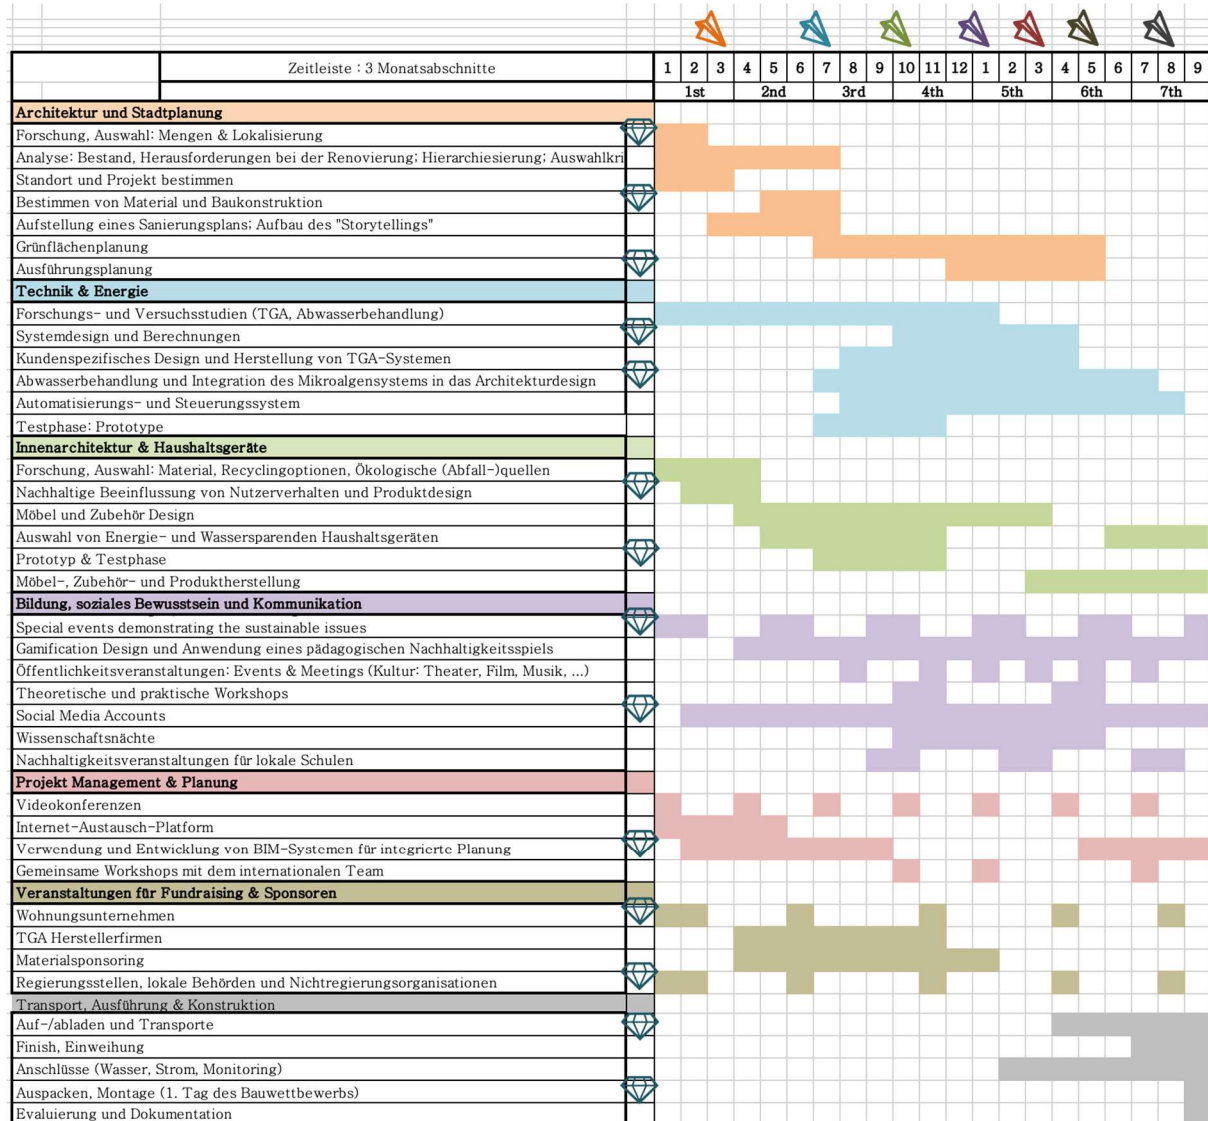 Zeitleiste : 3 Monatsabschnitte 1 2 3 4 5 6 7 8 9 10 11 12 1 2 3 4 5 6 7 8 9
1st 2nd 3rd 4th 5th 6th 7th
Architektur und Stadtplanung
Forschung, Auswahl: Mengen & Lokalisierung
Analyse: Bestand, Herausforderungen bei der Renovierung; Hierarchiesierung; Auswahlkri
Standort und Projekt bestimmen
Bestimmen von Material und Baukonstruktion
Aufstellung eines Sanierungsplans; Aufbau des "Storytellings"
Grünflächenplanung
Ausführungsplanung
Technik & Energie
Forschungs- und Versuchsstudien (TGA, Abwasserbehandlung)
Systemdesign und Berechnungen
Kundenspezifisches Design und Herstellung von TGA-Systemen
Abwasserbehandlung und Integration des Mikroalgensystems in das Architekturdesign
Automatisierungs- und Steuerungssystem
Testphase: Prototype
Innenarchitektur & Haushaltsgeräte
Forschung, Auswahl: Material, Recyclingoptionen, Ökologische (Abfall-)quellen
Nachhaltige Beeinflussung von Nutzerverhalten und Produktdesign
Möbel und Zubehör Design
Auswahl von Energie- und Wassersparenden Haushaltsgeräten
Prototyp & Testphase
Möbel-, Zubehör- und Produktherstellung
Bildung, soziales Bewusstsein und Kommunikation
Special events demonstrating the sustainable issues
Gamification Design und Anwendung eines pädagogischen Nachhaltigkeitsspiels
Öffentlichkeitsveranstaltungen: Events & Meetings (Kultur: Theater, Film, Musik, ...)
Theoretische und praktische Workshops
Social Media Accounts
Wissenschaftsnächte
Nachhaltigkeitsveranstaltungen für lokale Schulen
Projekt Management & Planung
Videokonferenzen
Internet-Austausch-Platform
Verwendung und Entwicklung von BIM-Systemen für integrierte Planung
Gemeinsame Workshops mit dem internationalen Team
Veranstaltungen für Fundraising & Sponsoren
Wohnungsunternehmen
TGA Herstellerfirmen
Materialsponsoring
Regierungsstellen, lokale Behörden und Nichtregierungsorganisationen
Transport, Ausführung & Konstruktion
Auf-/abladen und Transporte
Finish, Einweihung
Anschlüsse (Wasser, Strom, Monitoring)
Auspacken, Montage (1. Tag des Bauwettbewerbs)
Evaluierung und Dokumentation